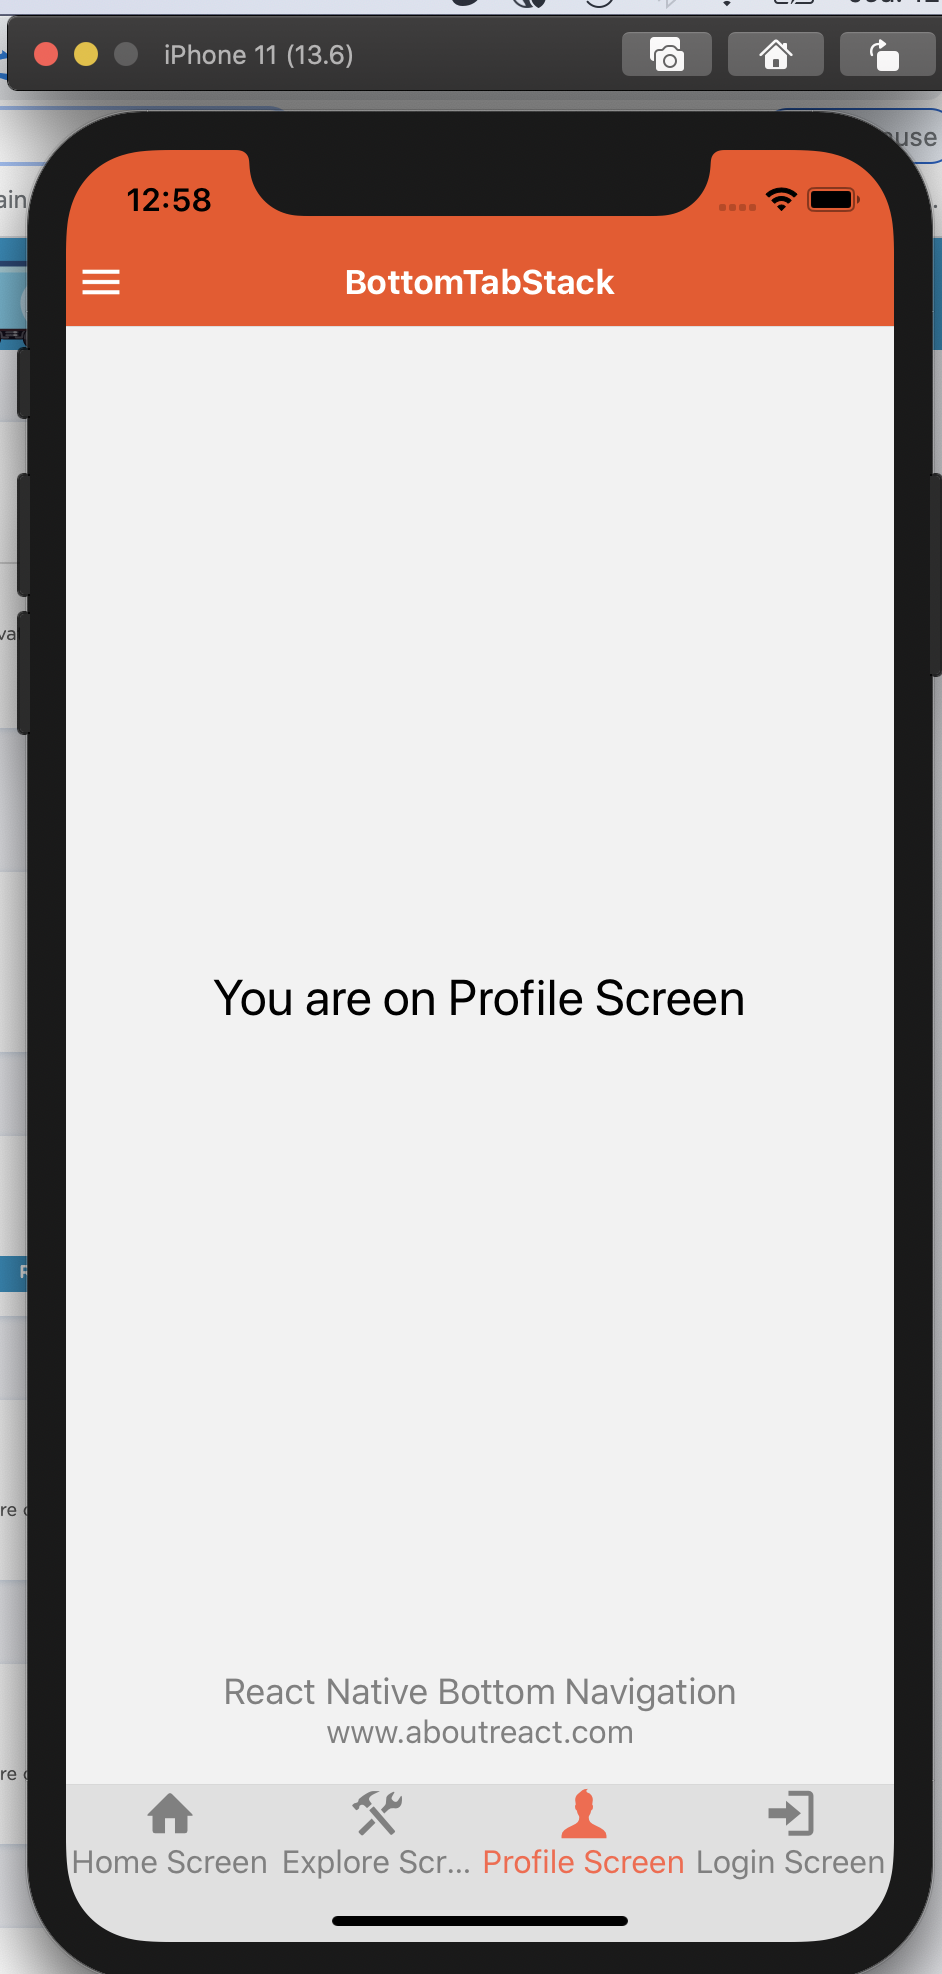 iPhone 11 (13.6)
12:58
BottomTabStack
You are on Profile Screen
React Native Bottom Navigation
www.aboutreact.com
Home Screen
Explore Scr...
Profile Screen
Login Screen